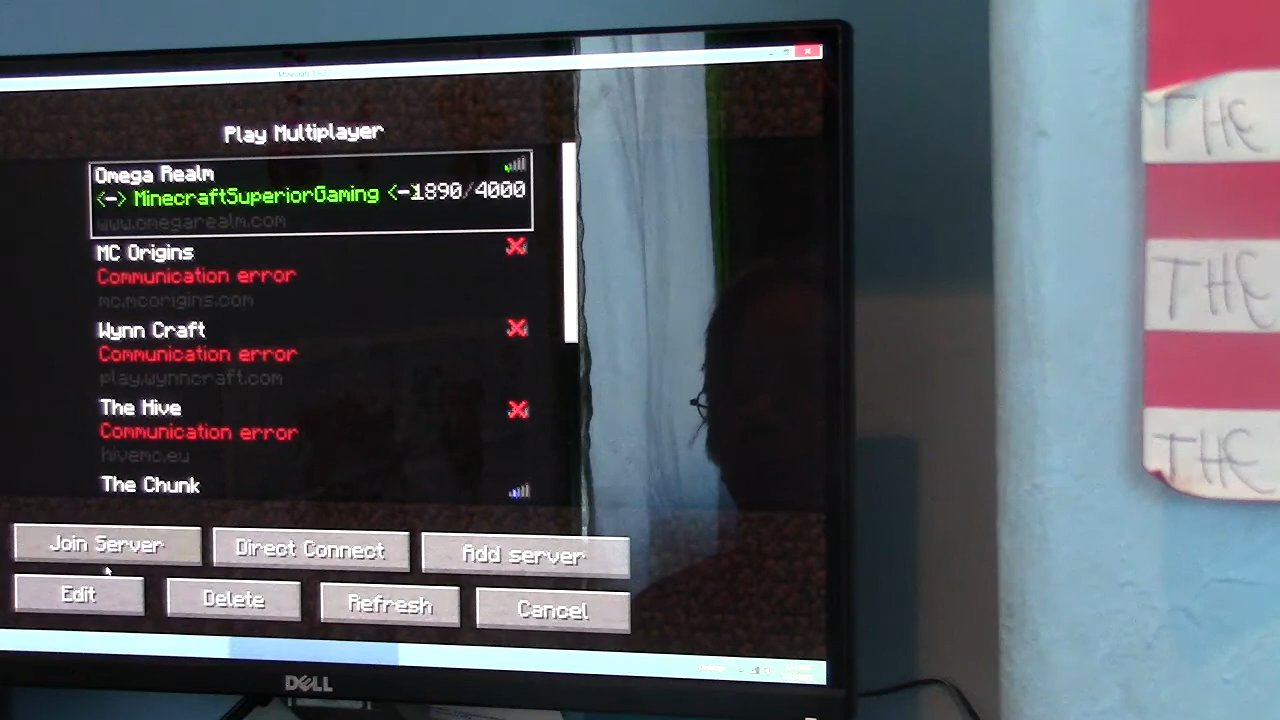 Play Multiplayer
Omega Realm
<-> MinecraftSuperiorGaming <->1890/4000
www.omegarealm.com
MC Origins
Communication error
mc.mcorigins.com
Wynn Craft
Communication error
play.wynncraft.com
The Hive
Communication error
hivemc.eu
The Chunk
Join Server
Direct Connect
Add server
Edit
Delete
Refresh
Cancel
DELL
THE
THE
THE